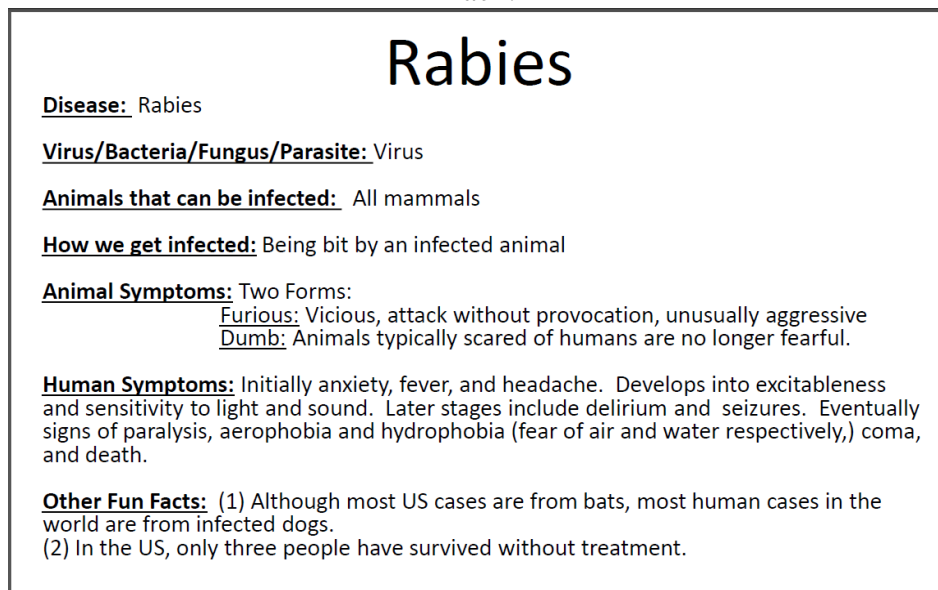 Rabies
Disease: Rabies
Virus/Bacteria/Fungus/Parasite: Virus
Animals that can be infected: All mammals
How we get infected: Being bit by an infected animal
Animal Symptoms: Two Forms:
Furious: Vicious, attack without provocation, unusually aggressive
Dumb: Animals typically scared of humans are no longer fearful.
Human Symptoms: Initially anxiety, fever, and headache. Develops into excitableness
and sensitivity to light and sound. Later stages include delirium and seizures. Eventually
signs of paralysis, aerophobia and hydrophobia (fear of air and water respectively,) coma,
and death.
Other Fun Facts: (1) Although most US cases are from bats, most human cases in the
world are from infected dogs.
(2) In the US, only three people have survived without treatment.